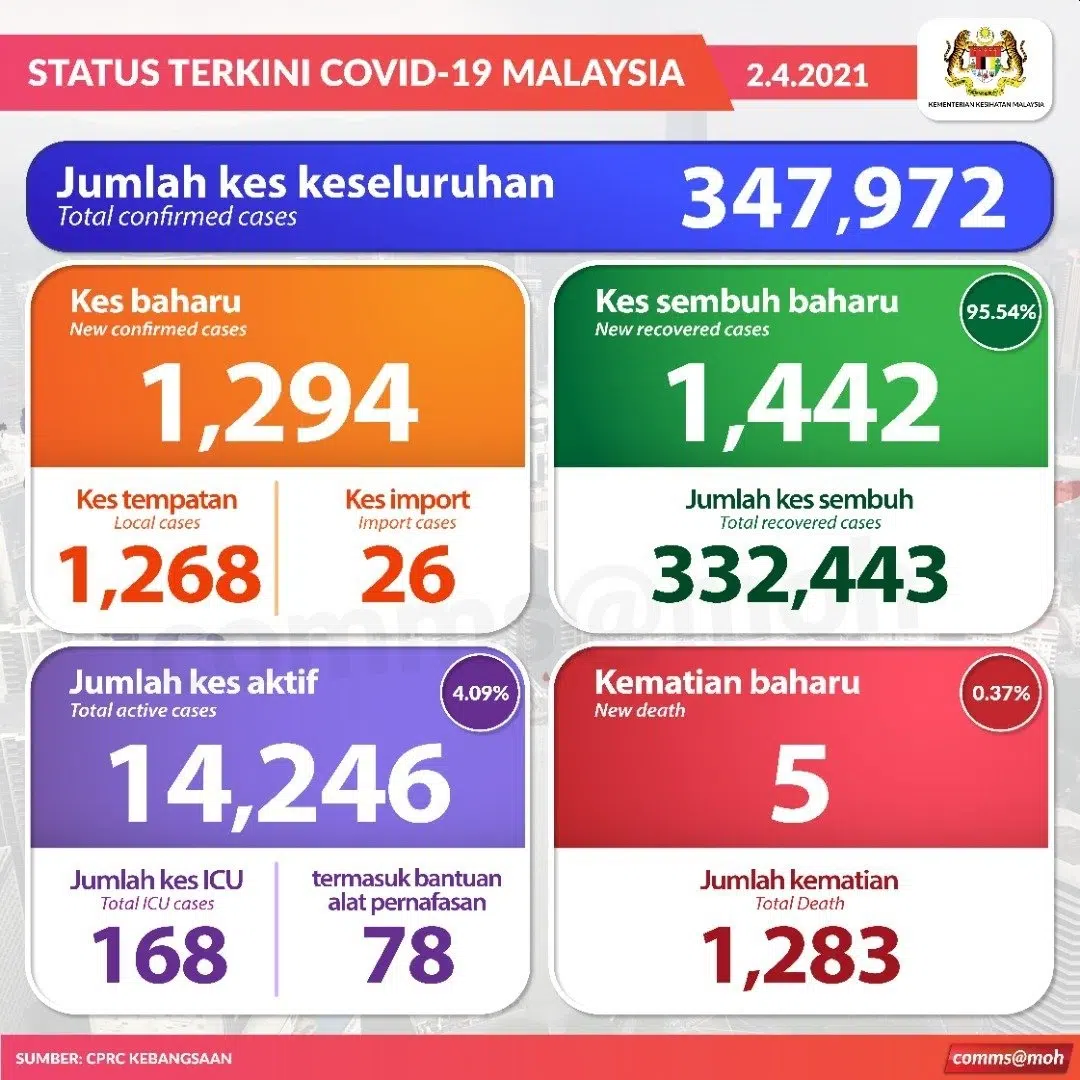 STATUS TERKINI COVID-19 MALAYSIA
2.4.2021
KEMENTERIAN KESIHATAN MALAYSIA
Jumlah kes keseluruhan
Total confirmed cases
347,972
Kes baharu
New confirmed cases
1,294
Kes tempatan
Local cases
1,268
Kes import
Import cases
26
Kes sembuh baharu
New recovered cases
95.54%
1,442
Jumlah kes sembuh
Total recovered cases
332,443
comms@moh
Jumlah kes aktif
Total active cases
4.09%
14,246
Jumlah kes ICU
Total ICU cases
168
termasuk bantuan
alat pernafasan
78
Kematian baharu
New death
0.37%
5
Jumlah kematian
Total Death
1,283
SUMBER: CPRC KEBANGSAAN
comms@moh